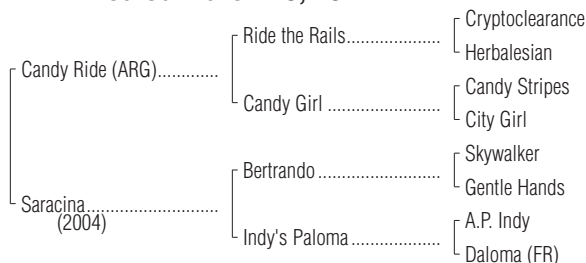 Cryptoclearance
Ride the Rails
Herbalesian
Candy Ride (ARG)
Candy Stripes
Candy Girl
City Girl
Skywalker
Bertrando
Gentle Hands
Saracina
(2004)
A.P. Indy
Indy's Paloma
Daloma (FR)